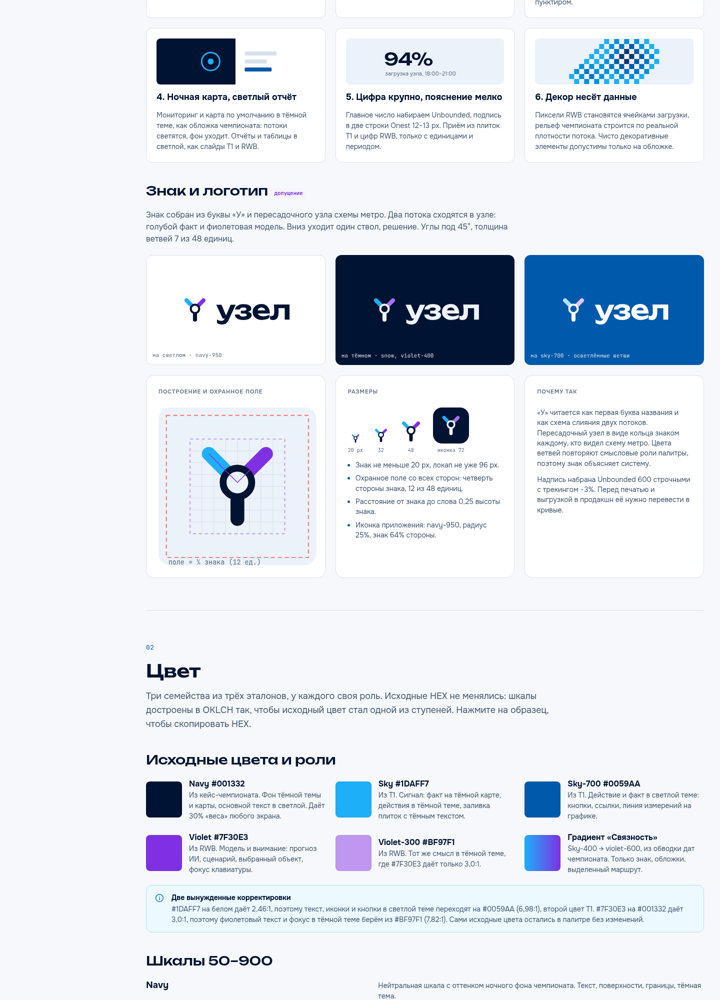 пунктиром.
94%
загрузка узла, 18:00–21:00
4. Ночная карта, светлый отчёт
Мониторинг и карта по умолчанию в тёмной
теме, как обложка чемпионата: потоки
светятся, фон уходит. Отчёты и таблицы в
светлой, как слайды T1 и RWB.
5. Цифра крупно, пояснение мелко
Главное число набираем Unbounded, подпись
в две строки Onest 12–13 px. Приём из плиток
T1 и цифр RWB, только с единицами и
периодом.
6. Декор несёт данные
Пиксели RWB становятся ячейками загрузки,
рельеф чемпионата строится по реальной
плотности потока. Чисто декоративные
элементы допустимы только на обложке.
Знак и логотип допущение
Знак собран из буквы «У» и пересадочного узла схемы метро. Два потока сходятся в узле:
голубой факт и фиолетовая модель. Вниз уходит один ствол, решение. Углы под 45°, толщина
ветвей 7 из 48 единиц.
узел
на светлом · navy-950
узел
на тёмном · snow, violet-400
узел
на sky-700 · осветлённые ветви
ПОСТРОЕНИЕ И ОХРАННОЕ ПОЛЕ
поле = ¼ знака (12 ед.)
РАЗМЕРЫ
20 px 32 48 иконка 72
Знак не меньше 20 px, локап не уже 96 px.
Охранное поле со всех сторон: четверть
стороны знака, 12 из 48 единиц.
Расстояние от знака до слова 0,25 высоты
знака.
Иконка приложения: navy-950, радиус
25%, знак 64% стороны.
ПОЧЕМУ ТАК
«У» читается как первая буква названия и
как схема слияния двух потоков.
Пересадочный узел в виде кольца знаком
каждому, кто видел схему метро. Цвета
ветвей повторяют смысловые роли палитры,
поэтому знак объясняет систему.
Надпись набрана Unbounded 600 строчными
с трекингом −3%. Перед печатью и
выгрузкой в продакшн её нужно перевести в
кривые.
02
Цвет
Три семейства из трёх эталонов, у каждого своя роль. Исходные HEX не менялись: шкалы
достроены в OKLCH так, чтобы исходный цвет стал одной из ступеней. Нажмите на образец,
чтобы скопировать HEX.
Исходные цвета и роли
Navy #001332
Из кейс-чемпионата. Фон тёмной темы
и карты, основной текст в светлой. Даёт
30% «веса» любого экрана.
Sky #1DAFF7
Из T1. Сигнал: факт на тёмной карте,
действия в тёмной теме, заливка
плиток с тёмным текстом.
Sky-700 #0059AA
Из T1. Действие и факт в светлой теме:
кнопки, ссылки, линия измерений на
графике.
Violet #7F30E3
Из RWB. Модель и внимание: прогноз
ИИ, сценарий, выбранный объект,
фокус клавиатуры.
Violet-300 #BF97F1
Из RWB. Тот же смысл в тёмной теме,
где #7F30E3 даёт только 3,0:1.
Градиент «Связность»
Sky-400 → violet-600, из обводки дат
чемпионата. Только знак, обложки,
выделенный маршрут.
Две вынужденные корректировки
#1DAFF7 на белом даёт 2,46:1, поэтому текст, иконки и кнопки в светлой теме переходят на #0059AA (6,98:1), второй цвет T1. #7F30E3 на #001332 даёт
3,0:1, поэтому фиолетовый текст и фокус в тёмной теме берём из #BF97F1 (7,82:1). Сами исходные цвета остались в палитре без изменений.
Шкалы 50–900
Navy
Нейтральная шкала с оттенком ночного фона чемпионата. Текст, поверхности, границы, тёмная
тема.